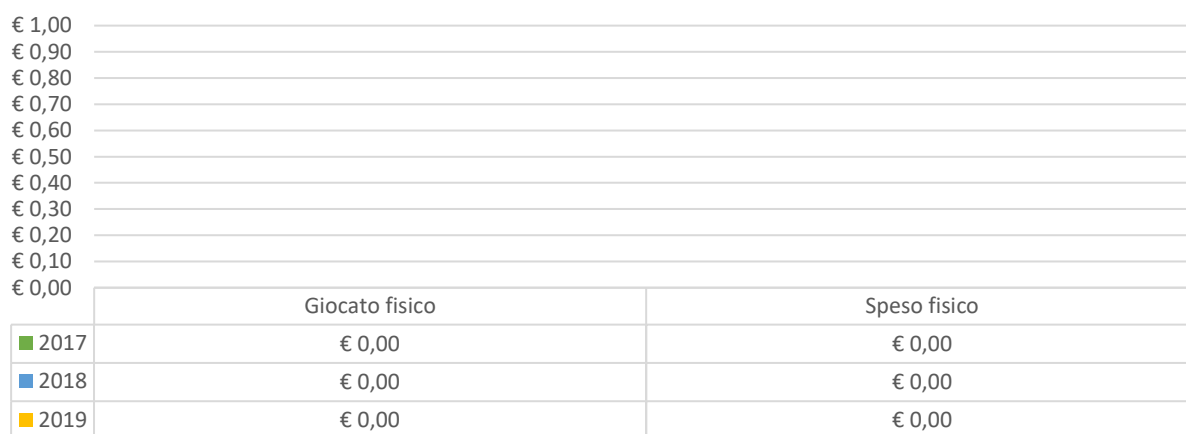 € 1,00
€ 0,90
€ 0,80
€ 0,70
€ 0,60
€ 0,50
€ 0,40
€ 0,30
€ 0,20
€ 0,10
€ 0,00
Giocato fisico Speso fisico
2017 € 0,00 € 0,00
2018 € 0,00 € 0,00
2019 € 0,00 € 0,00